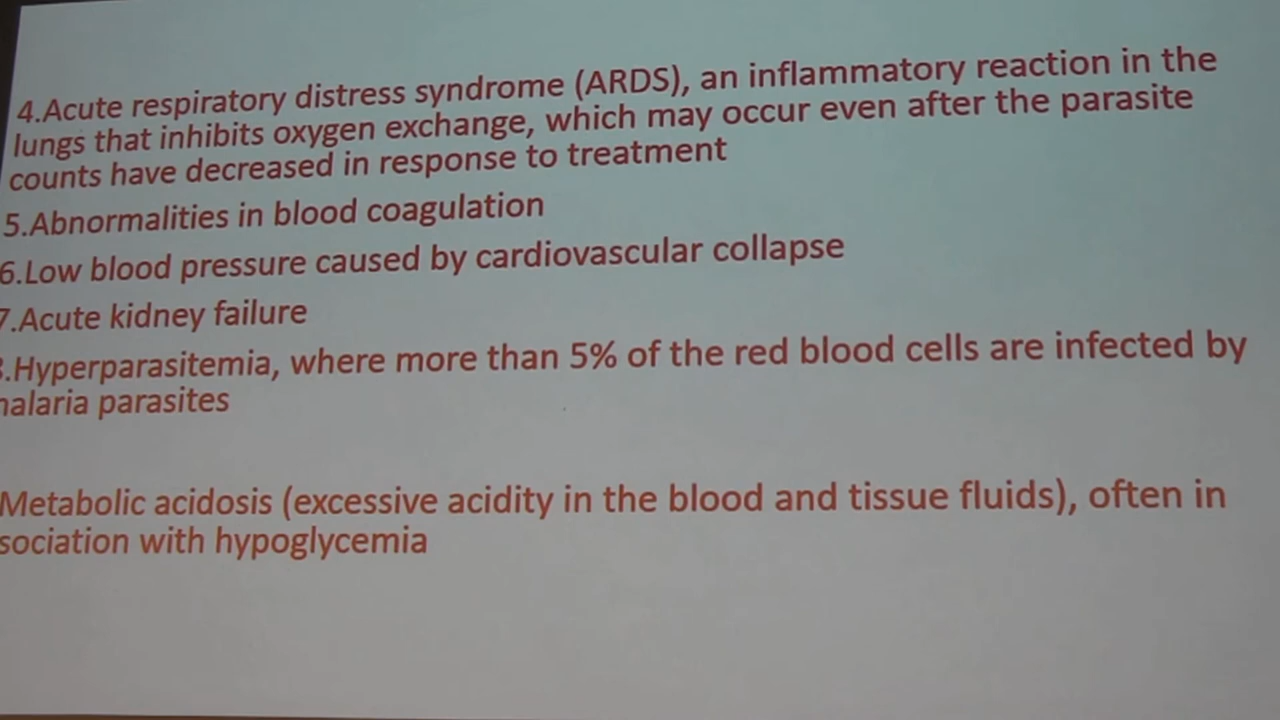 4.Acute respiratory distress syndrome (ARDS), an inflammatory reaction in the
lungs that inhibits oxygen exchange, which may occur even after the parasite
counts have decreased in response to treatment
5.Abnormalities in blood coagulation
6.Low blood pressure caused by cardiovascular collapse
7.Acute kidney failure
.Hyperparasitemia, where more than 5% of the red blood cells are infected by
alaria parasites
Metabolic acidosis (excessive acidity in the blood and tissue fluids), often in
sociation with hypoglycemia